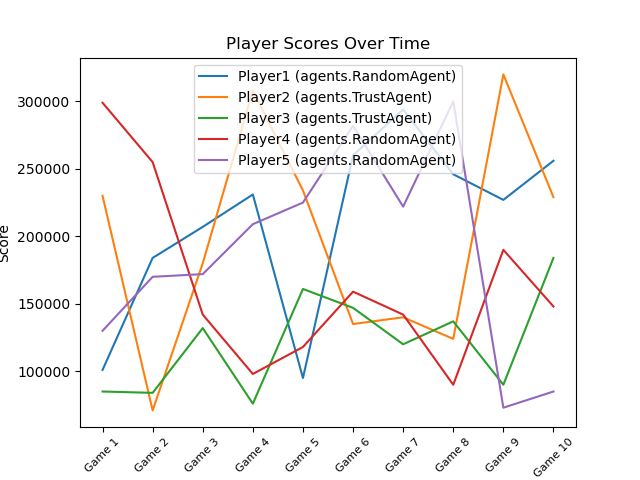 Player Scores Over Time
Player1 (agents.RandomAgent)
Player2 (agents.TrustAgent)
Player3 (agents.TrustAgent)
Player4 (agents.RandomAgent)
Player5 (agents.RandomAgent)
Score
300000
250000
200000
150000
100000
Game 1
Game 2
Game 3
Game 4
Game 5
Game 6
Game 7
Game 8
Game 9
Game 10